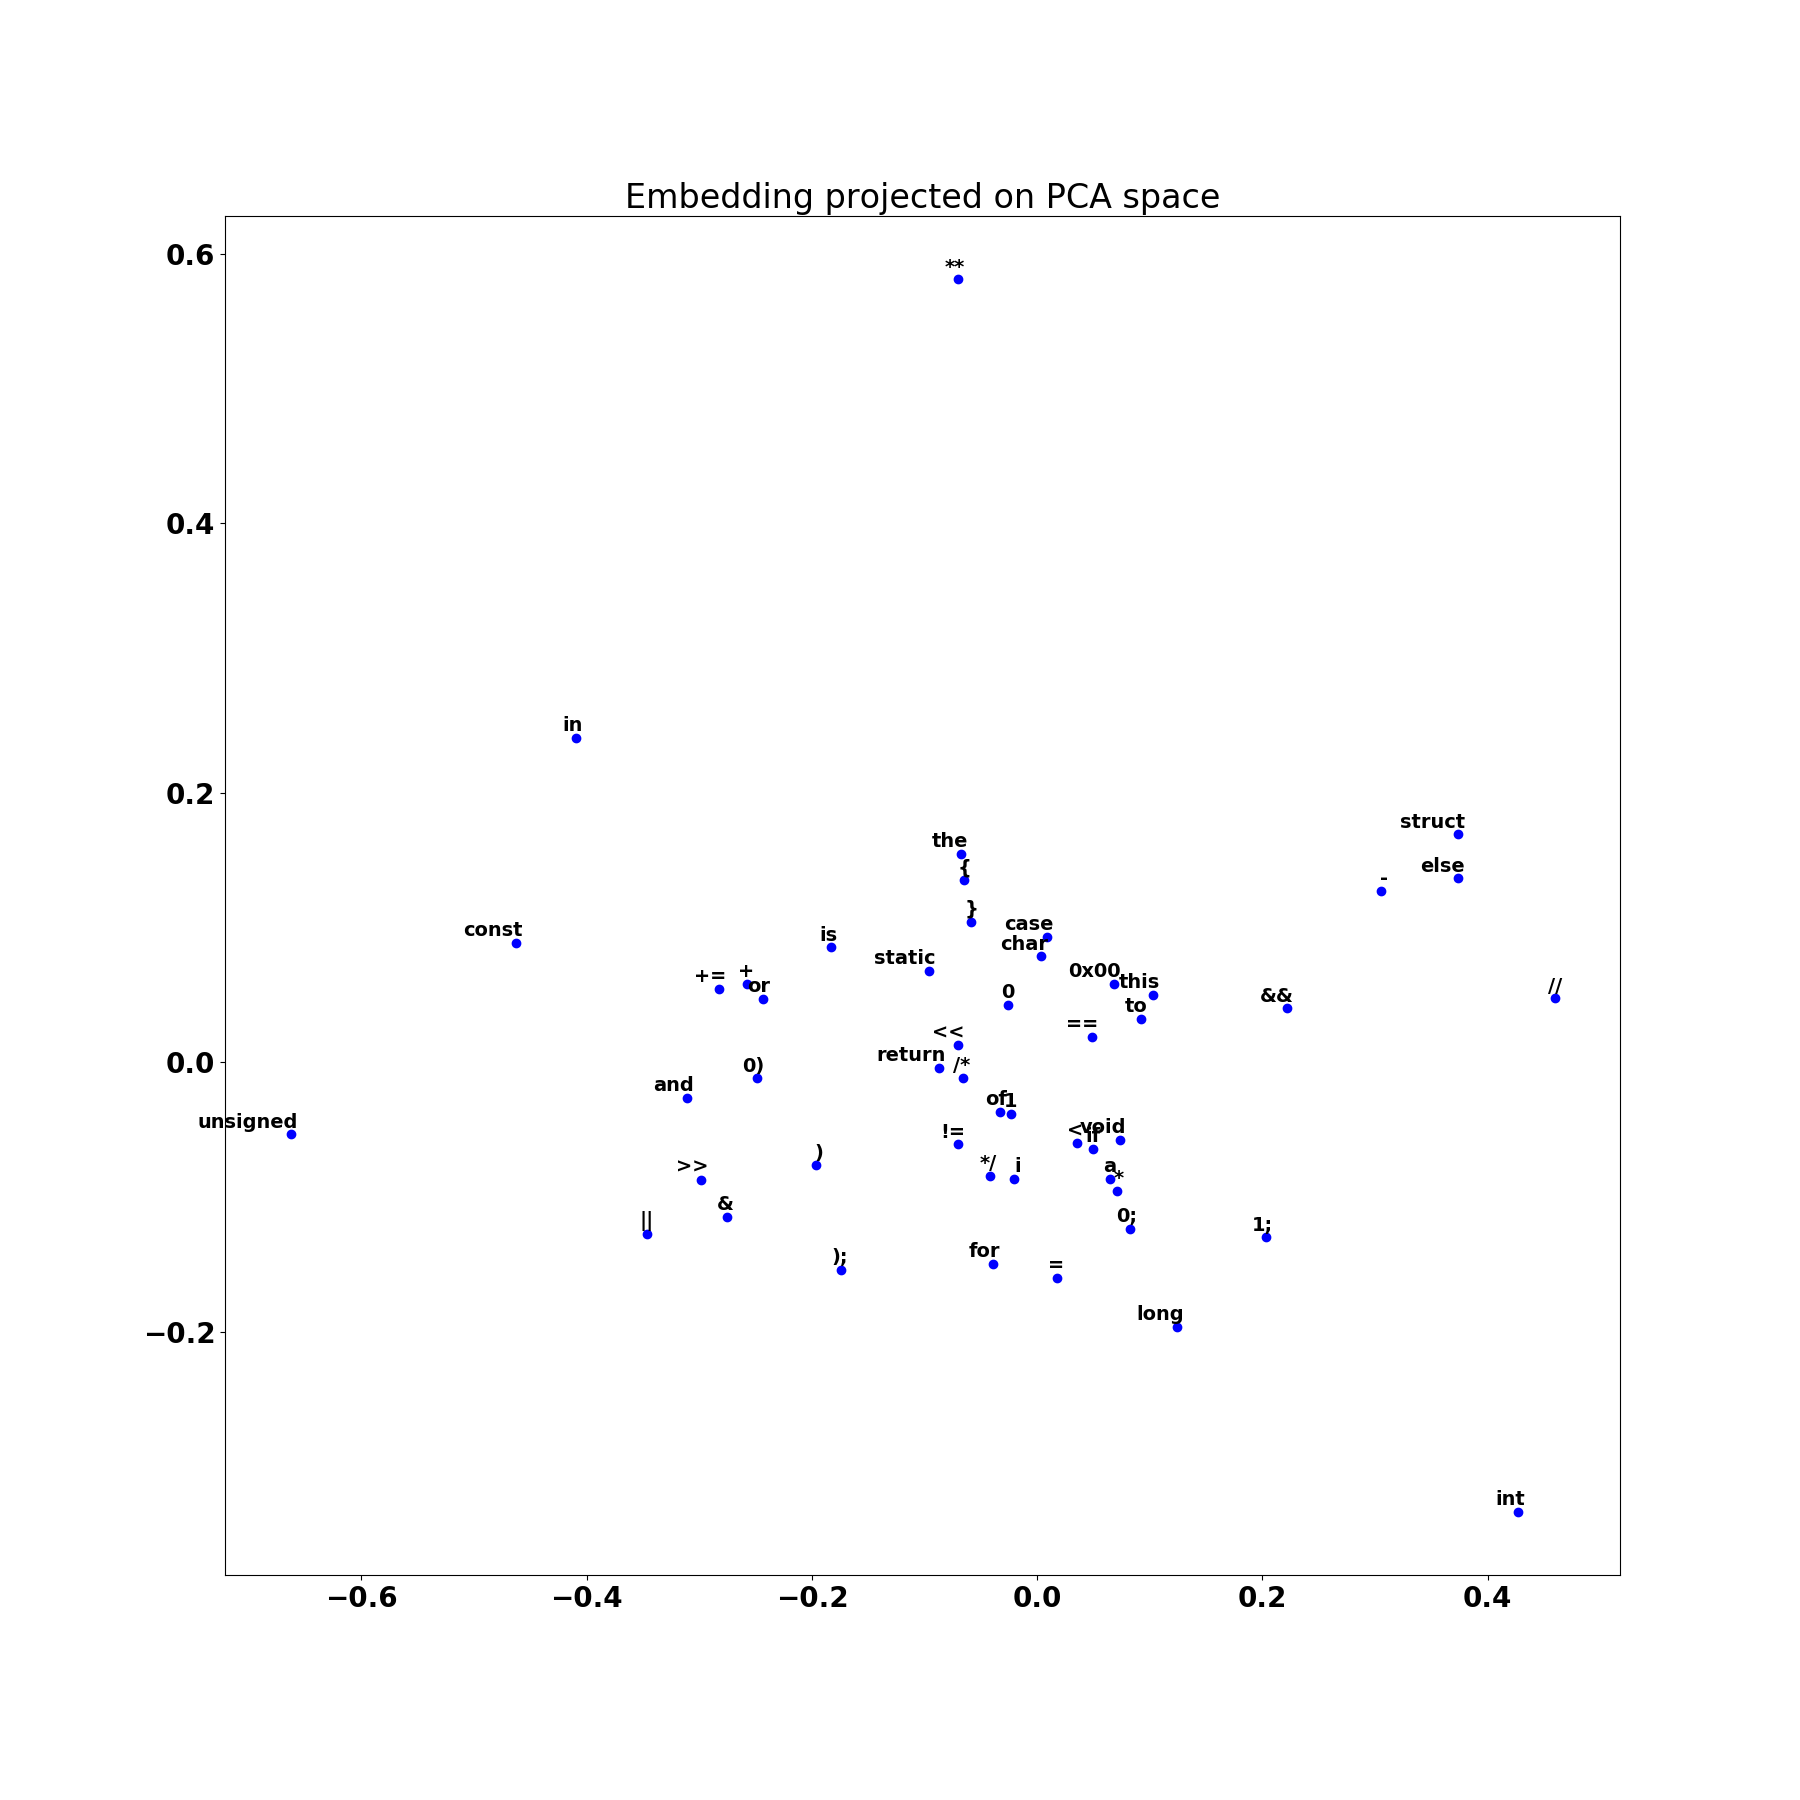 Embedding projected on PCA space
0.6
**
0.4
in
0.2
struct
the
else
{
-
}
case
const
is
char
static
0x00
+=
+
this
or
//
0
&&
to
==
<<
return
/*
0.0
0)
and
of
1
unsigned
!=
<
void
if
)
*/
i
>>
a
*
&
0;
||
1;
for
);
=
long
−0.2
int
−0.6
−0.4
−0.2
0.0
0.2
0.4